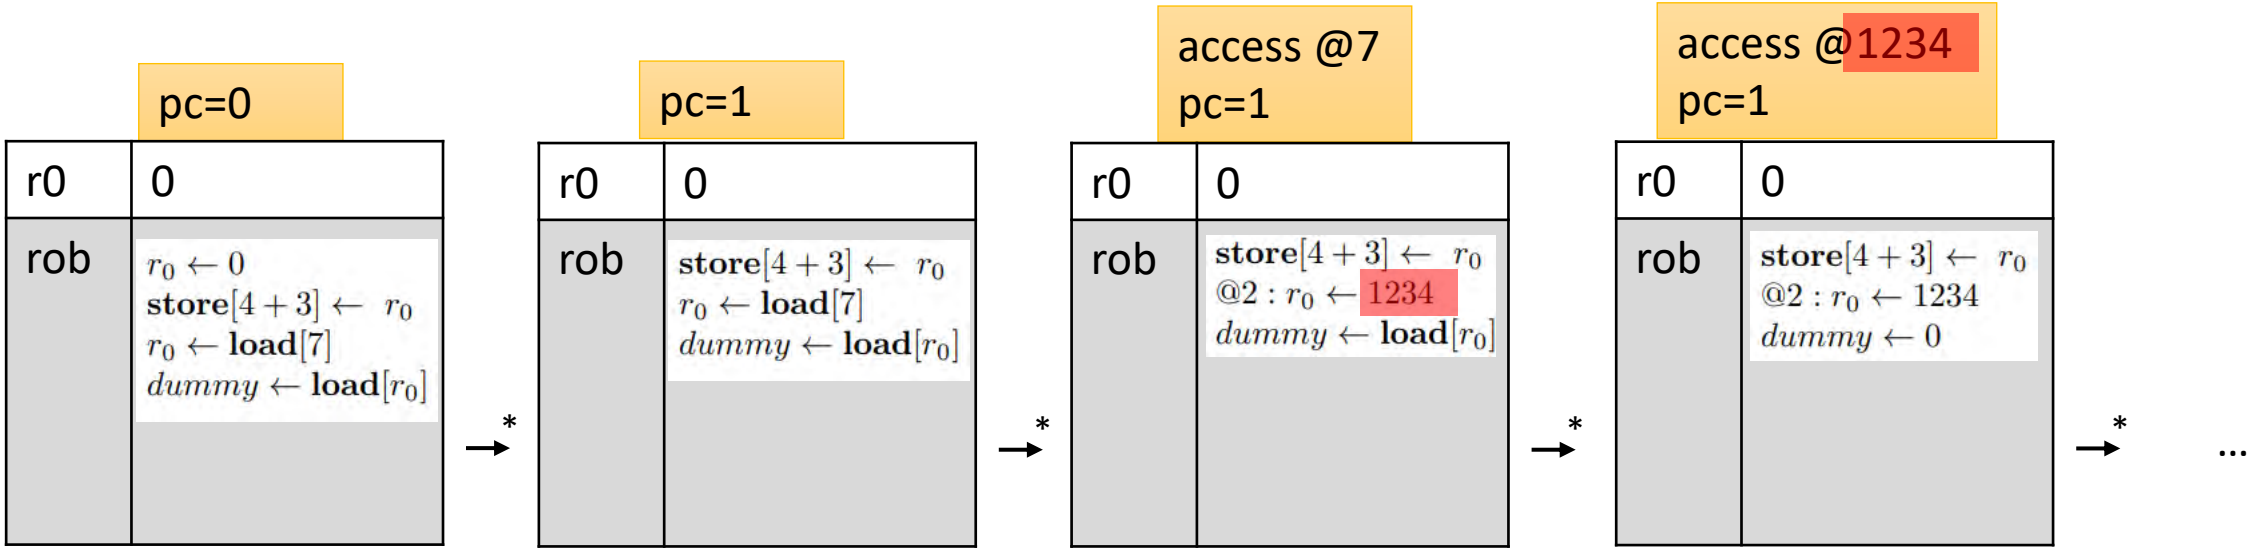 pc=0
r0 0
rob
r₀ ← 0
store[4 + 3] ← r₀
r₀ ← load[7]
dummy ← load[r₀]
→*
pc=1
r0 0
rob
store[4 + 3] ← r₀
r₀ ← load[7]
dummy ← load[r₀]
→*
access @7
pc=1
r0 0
rob
store[4 + 3] ← r₀
@2 : r₀ ← 1234
dummy ← load[r₀]
→*
access @1234
pc=1
r0 0
rob
store[4 + 3] ← r₀
@2 : r₀ ← 1234
dummy ← 0
→*
...